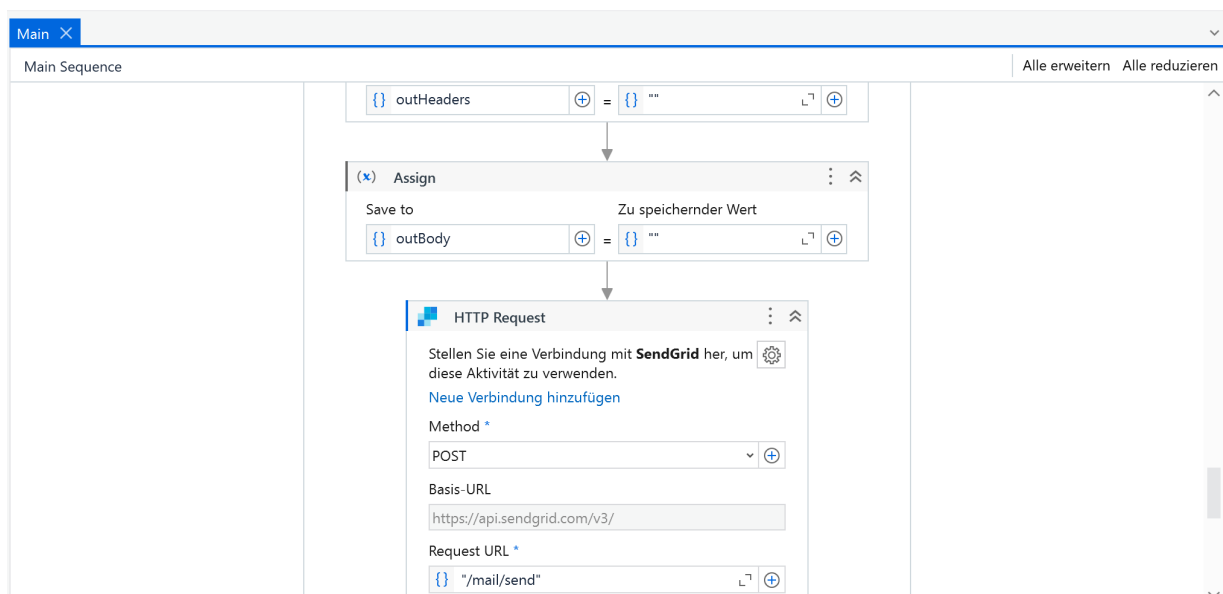 Main
Main Sequence
Alle erweitern Alle reduzieren
{} outHeaders = {} ""
(x) Assign
Save to Zu speichernder Wert
{} outBody = {} ""
HTTP Request
Stellen Sie eine Verbindung mit SendGrid her, um
diese Aktivität zu verwenden.
Neue Verbindung hinzufügen
Method *
POST
Basis-URL
https://api.sendgrid.com/v3/
Request URL *
{} "/mail/send"